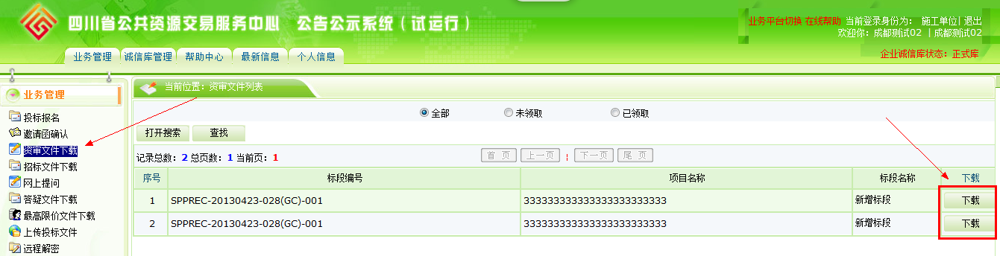 四川省公共资源交易服务中心 公告公示系统（试运行）
业务平台切换 在线帮助 当前登录身份为： 施工单位| 退出
欢迎你：成都测试02 | 成都测试02
企业诚信库状态：正式库
业务管理 诚信库管理 帮助中心 最新信息 个人信息
业务管理
投标报名
邀请函确认
资审文件下载
招标文件下载
网上提问
答疑文件下载
最高限价文件下载
上传投标文件
远程解密
当前位置：资审文件列表
全部 未领取 已领取
打开搜索 查找
记录总数：2 总页数：1 当前页：1 首 页 上一页 | 下一页 尾 页
序号 标段编号 项目名称 标段名称 下载
1 SPPREC-20130423-028(GC)-001 3333333333333333333333333 新增标段 下载
2 SPPREC-20130423-028(GC)-001 3333333333333333333333333 新增标段 下载